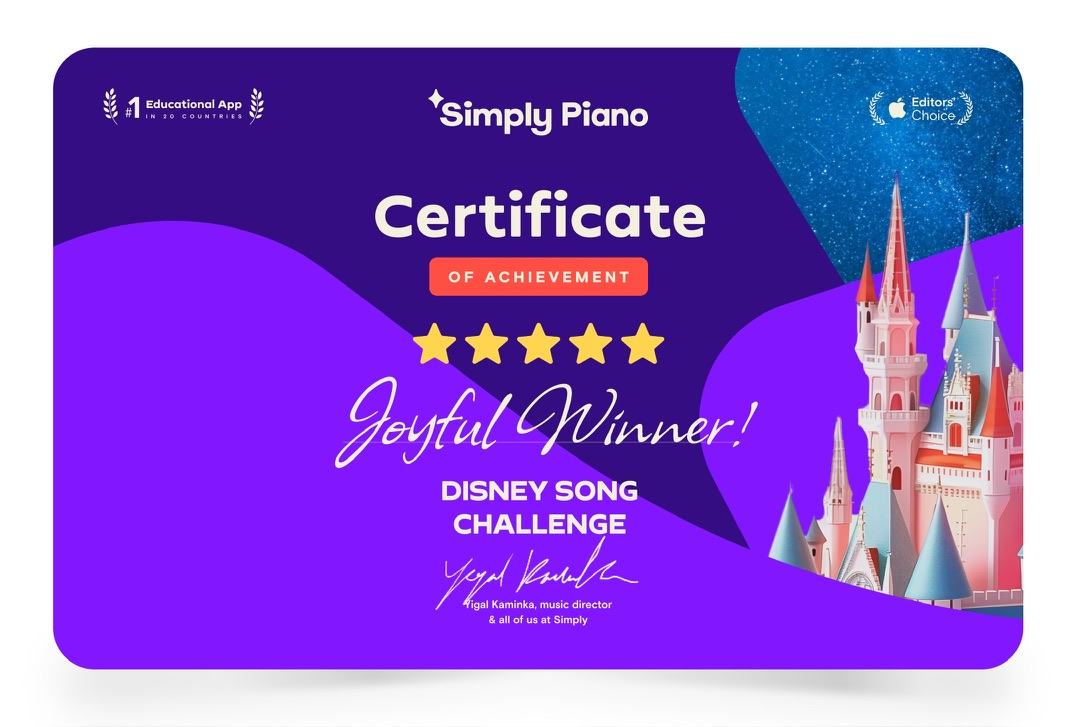 #1 Educational App
IN 20 COUNTRIES
Simply Piano
Editors'
Choice
Certificate
OF ACHIEVEMENT
Joyful Winner!
DISNEY SONG
CHALLENGE
Yigal Kaminka
Yigal Kaminka, music director
& all of us at Simply